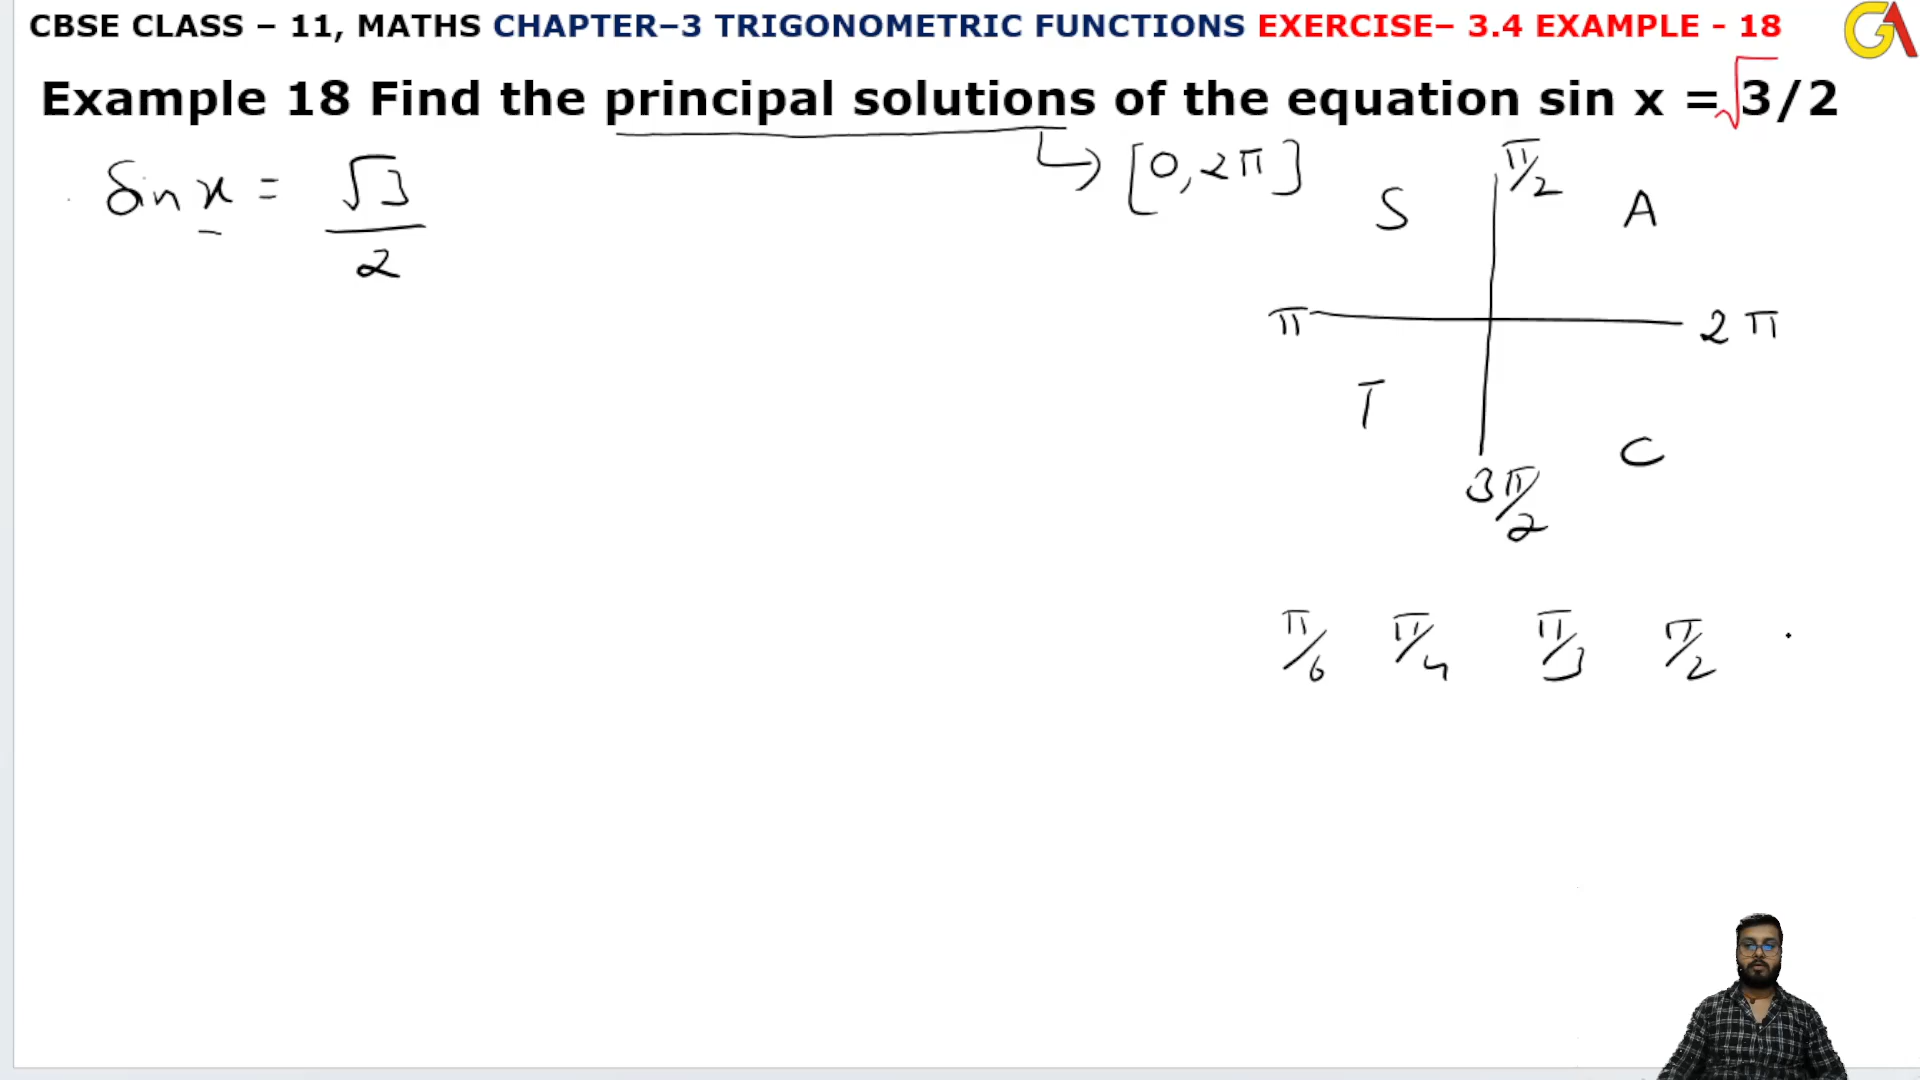 CBSE CLASS – 11, MATHS CHAPTER–3 TRIGONOMETRIC FUNCTIONS EXERCISE– 3.4 EXAMPLE - 18
GA
Example 18 Find the principal solutions of the equation sin x = √3/2
sin x = √3/2
[0, 2π]
π/2
S A
π 2π
T C
3π/2
π/6 π/4 π/3 π/2